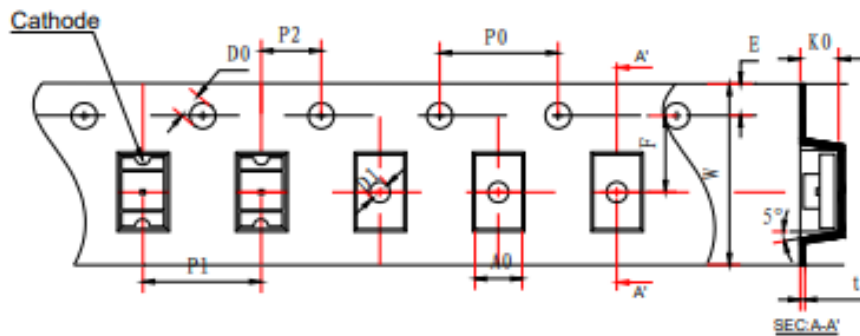 Cathode
D0
P2
P0
A'
E
K0
F
W
D1
5°
P1
A0
A'
t
SEC:A-A'